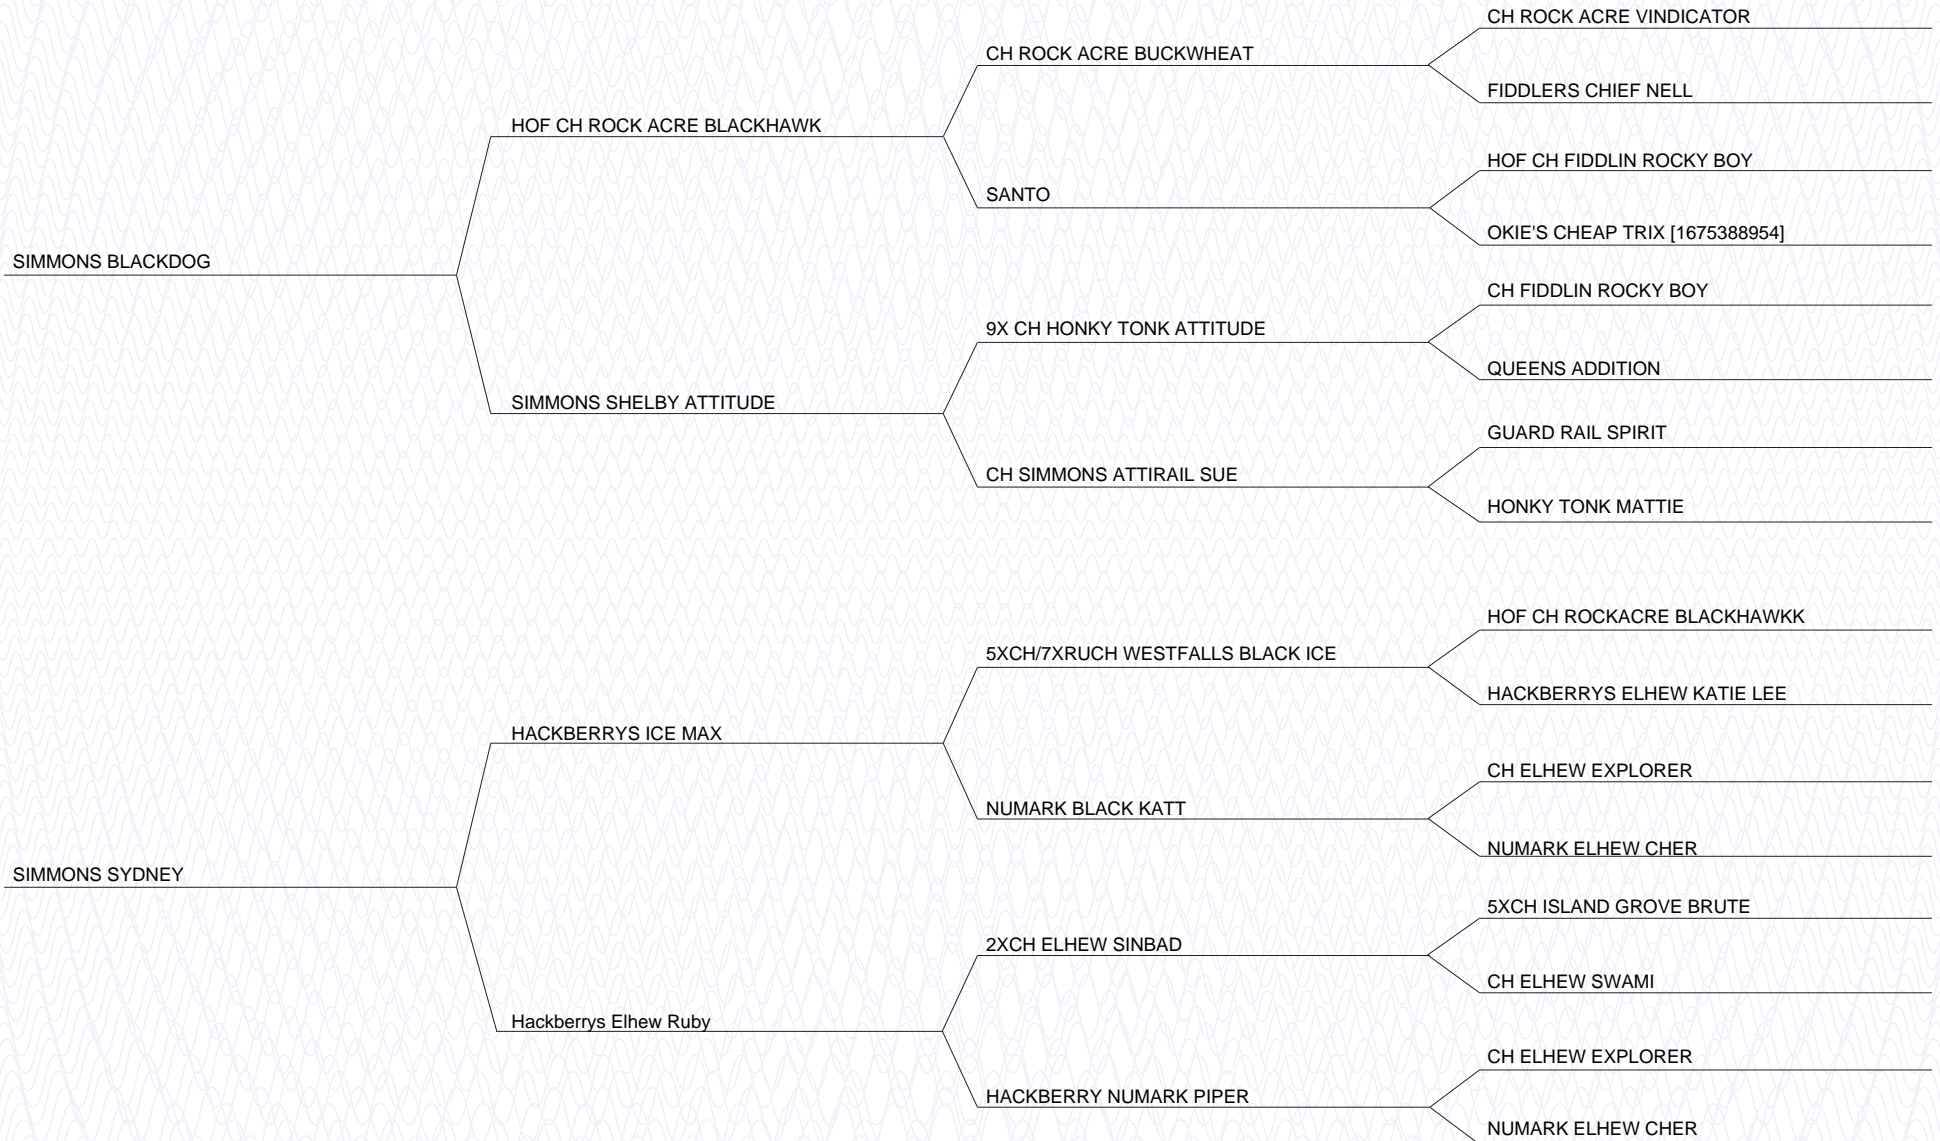 CH ROCK ACRE VINDICATOR
CH ROCK ACRE BUCKWHEAT
FIDDLERS CHIEF NELL
HOF CH ROCK ACRE BLACKHAWK
HOF CH FIDDLIN ROCKY BOY
SANTO
OKIE'S CHEAP TRIX [1675388954]
SIMMONS BLACKDOG
CH FIDDLIN ROCKY BOY
9X CH HONKY TONK ATTITUDE
QUEENS ADDITION
SIMMONS SHELBY ATTITUDE
GUARD RAIL SPIRIT
CH SIMMONS ATTIRAIL SUE
HONKY TONK MATTIE
HOF CH ROCKACRE BLACKHAWKK
5XCH/7XRUCH WESTFALLS BLACK ICE
HACKBERRYS ELHEW KATIE LEE
HACKBERRYS ICE MAX
CH ELHEW EXPLORER
NUMARK BLACK KATT
NUMARK ELHEW CHER
SIMMONS SYDNEY
5XCH ISLAND GROVE BRUTE
2XCH ELHEW SINBAD
CH ELHEW SWAMI
Hackberrys Elhew Ruby
CH ELHEW EXPLORER
HACKBERRY NUMARK PIPER
NUMARK ELHEW CHER